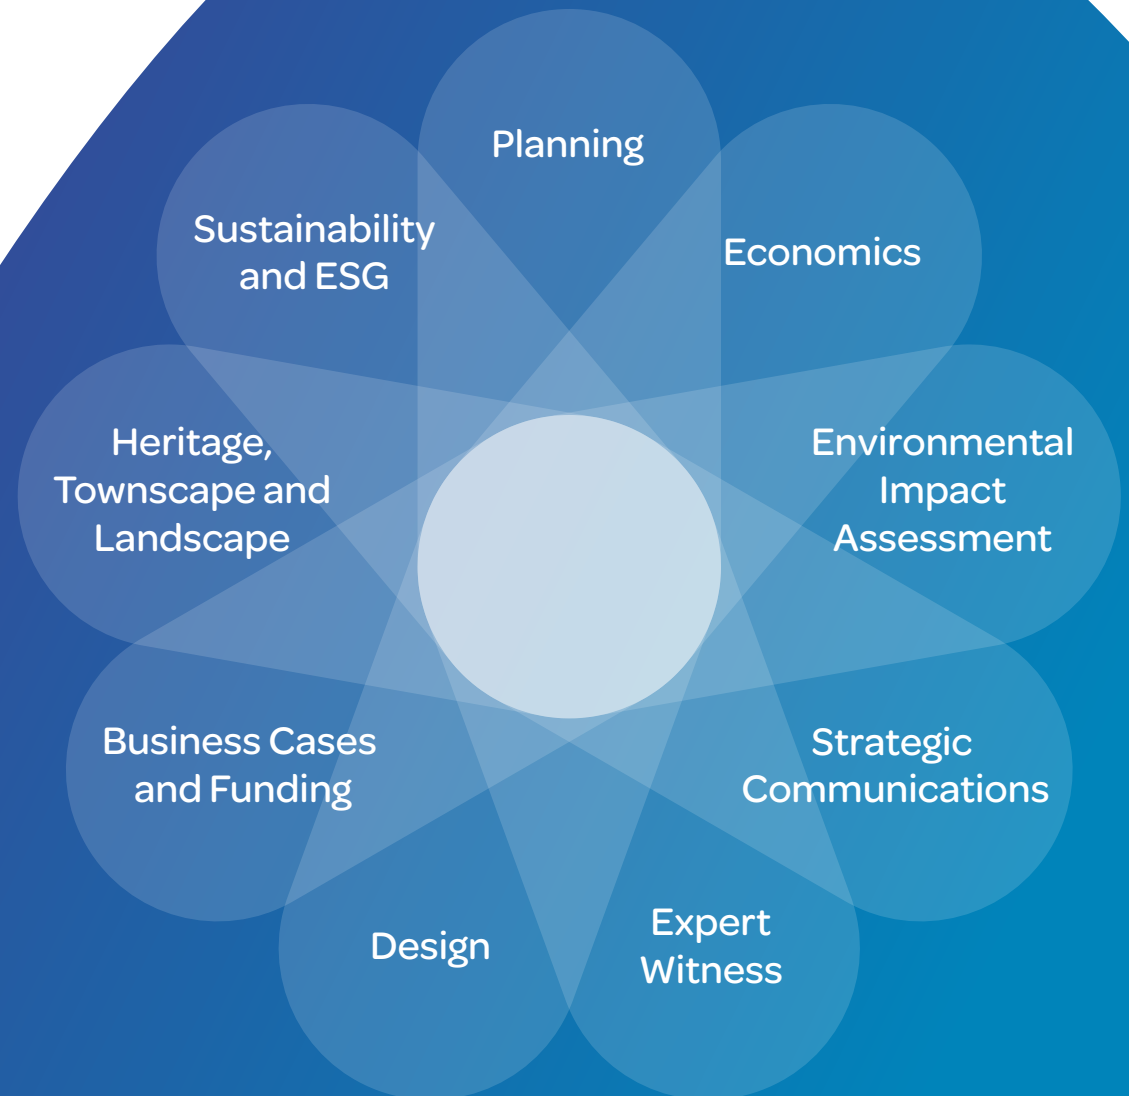 Planning
Economics
Environmental
Impact
Assessment
Strategic
Communications
Expert
Witness
Design
Business Cases
and Funding
Heritage,
Townscape and
Landscape
Sustainability
and ESG